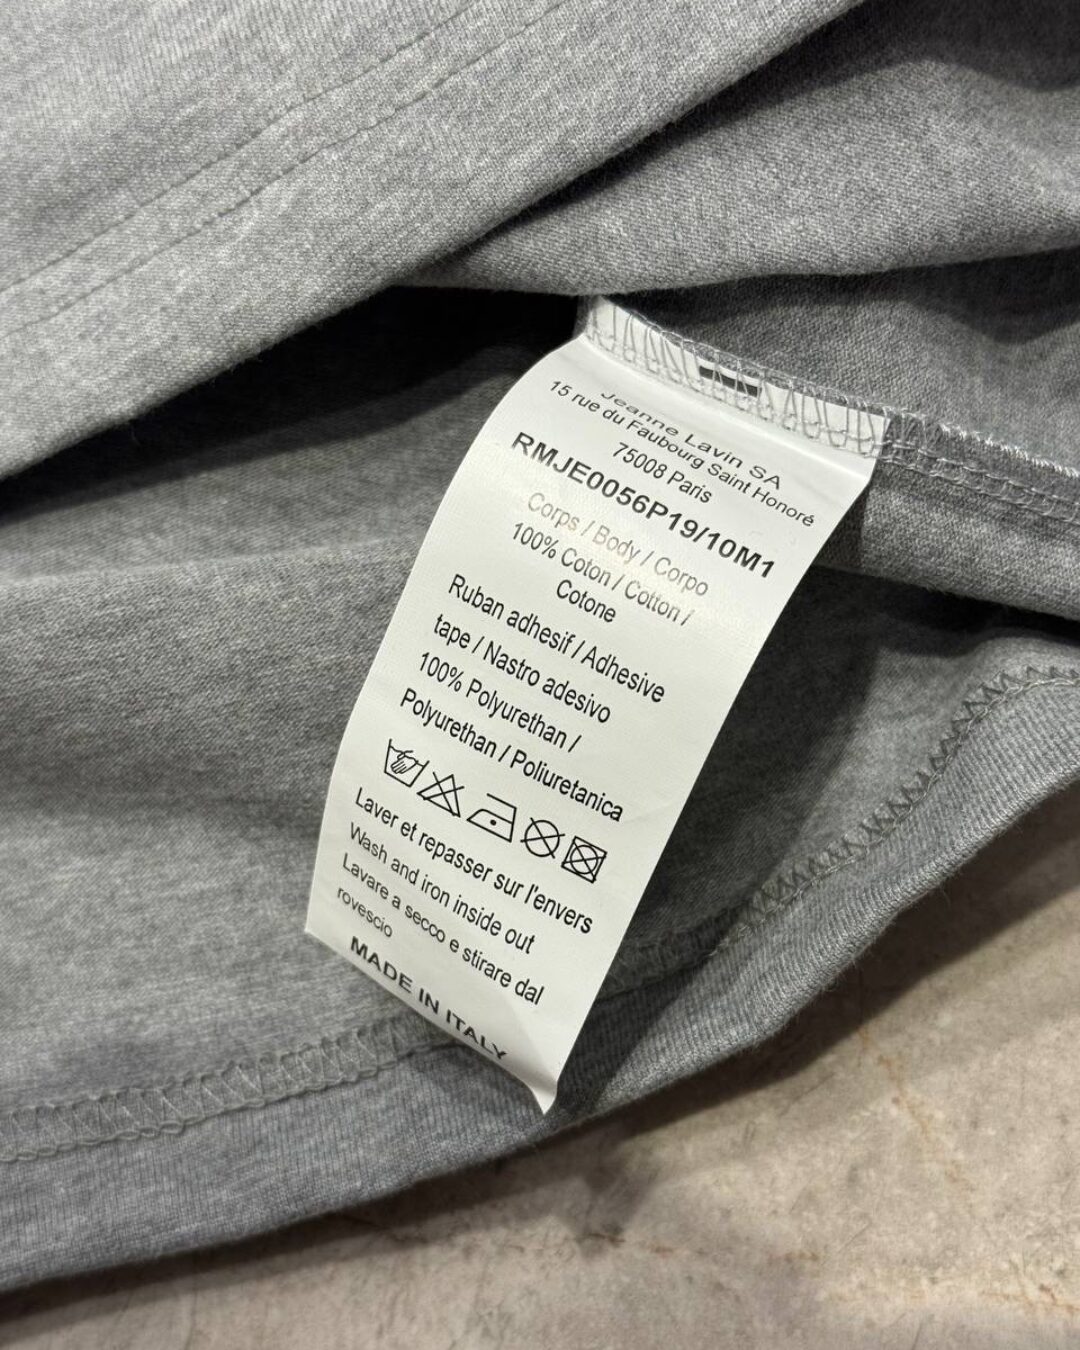 Jeanne Lavin SA
15 rue du Faubourg Saint Honoré
75008 Paris
RMJE0056P19/10M1
Corps / Body / Corpo
100% Coton / Cotton /
Cotone
Ruban adhesif / Adhesive
tape / Nastro adesivo
100% Polyurethan /
Polyurethan / Poliuretanica
Laver et repasser sur l'envers
Wash and iron inside out
Lavare a secco e stirare dal
rovescio
MADE IN ITALY